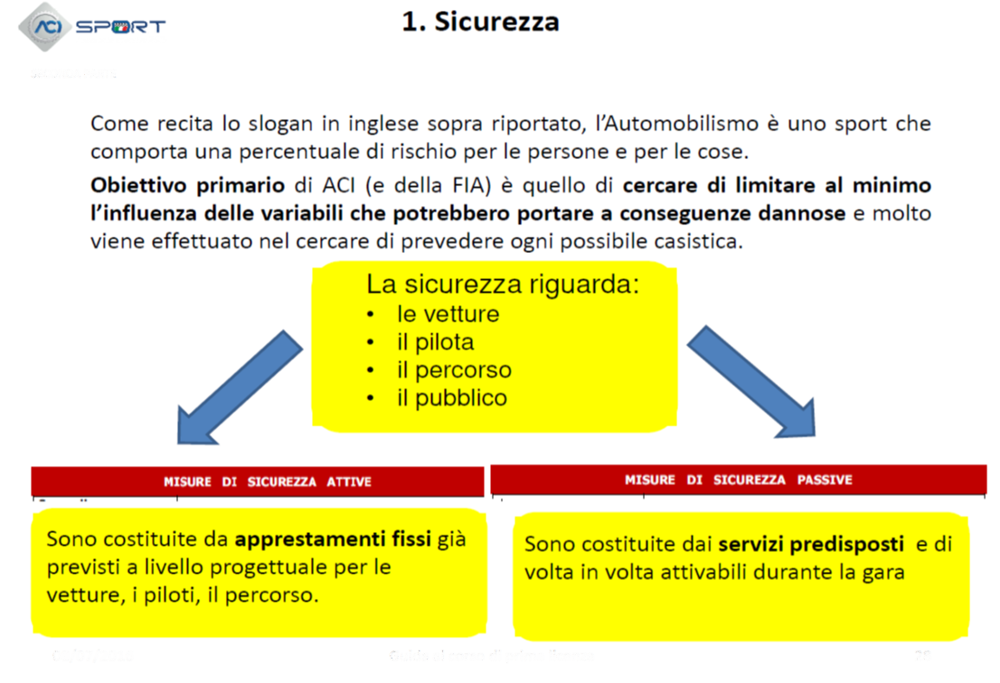 ACI SPORT
1. Sicurezza
Come recita lo slogan in inglese sopra riportato, l’Automobilismo è uno sport che
comporta una percentuale di rischio per le persone e per le cose.
Obiettivo primario di ACI (e della FIA) è quello di cercare di limitare al minimo
l’influenza delle variabili che potrebbero portare a conseguenze dannose e molto
viene effettuato nel cercare di prevedere ogni possibile casistica.
La sicurezza riguarda:
• le vetture
• il pilota
• il percorso
• il pubblico
MISURE DI SICUREZZA ATTIVE
Sono costituite da apprestamenti fissi già
previsti a livello progettuale per le
vetture, i piloti, il percorso.
MISURE DI SICUREZZA PASSIVE
Sono costituite dai servizi predisposti e di
volta in volta attivabili durante la gara